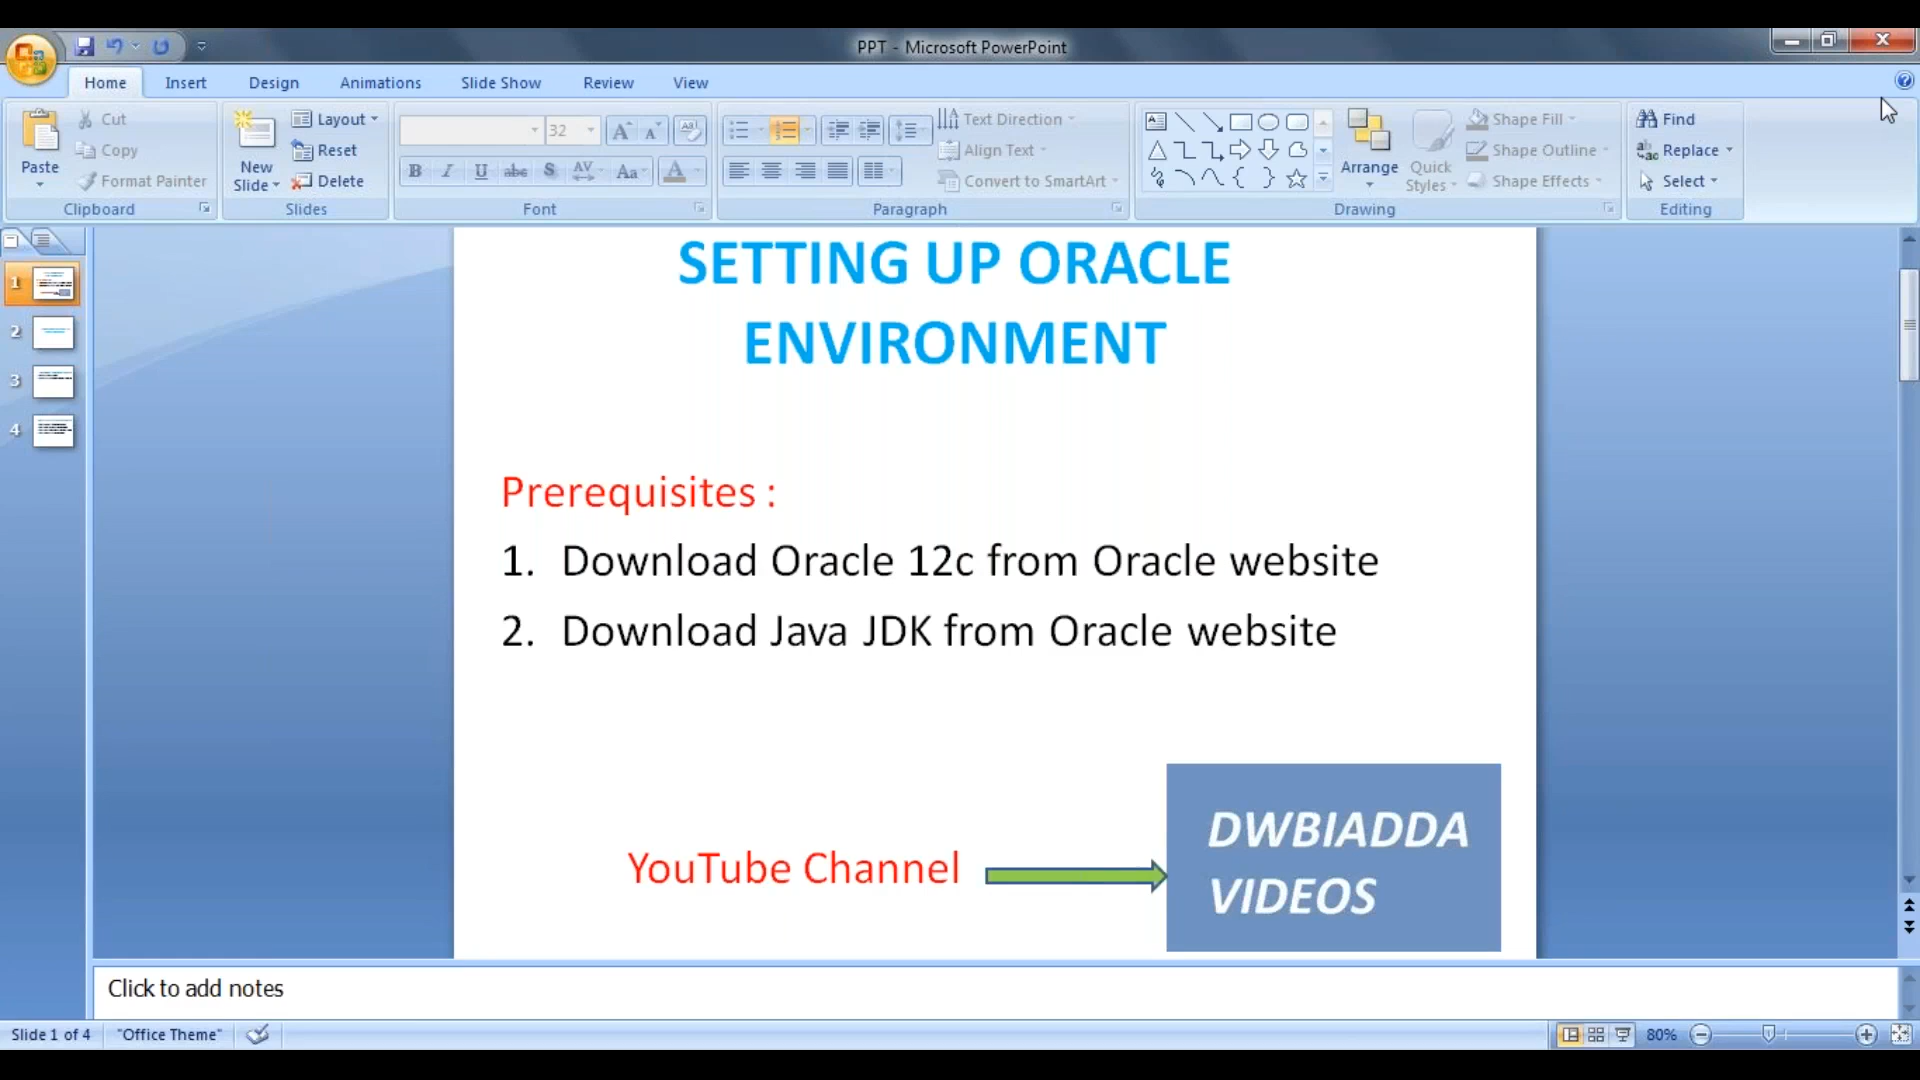 PPT - Microsoft PowerPoint
Home Insert Design Animations Slide Show Review View
Paste
Cut
Copy
Format Painter
Clipboard
New Slide
Layout
Reset
Delete
Slides
32
Font
Text Direction
Align Text
Convert to SmartArt
Paragraph
Arrange
Quick Styles
Shape Fill
Shape Outline
Shape Effects
Drawing
Find
Replace
Select
Editing
1
2
3
4
SETTING UP ORACLE
ENVIRONMENT
Prerequisites :
1. Download Oracle 12c from Oracle website
2. Download Java JDK from Oracle website
YouTube Channel
DWBIADDA
VIDEOS
Click to add notes
Slide 1 of 4 "Office Theme" 80%